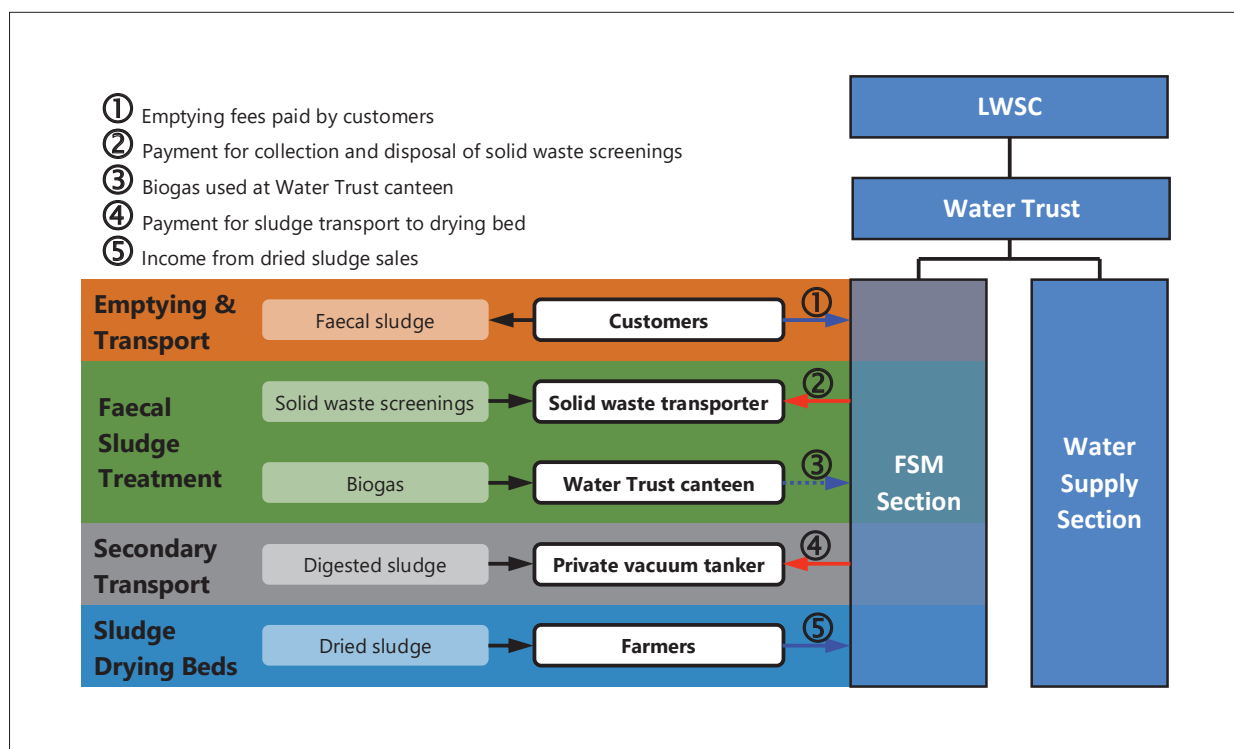 ① Emptying fees paid by customers
② Payment for collection and disposal of solid waste screenings
③ Biogas used at Water Trust canteen
④ Payment for sludge transport to drying bed
⑤ Income from dried sludge sales
LWSC
Water Trust
Emptying &
Transport
Faecal sludge
Customers
①
Faecal
Sludge
Treatment
Solid waste screenings
Solid waste transporter
②
Biogas
Water Trust canteen
③
Secondary
Transport
Digested sludge
Private vacuum tanker
④
Sludge
Drying Beds
Dried sludge
Farmers
⑤
FSM
Section
Water
Supply
Section